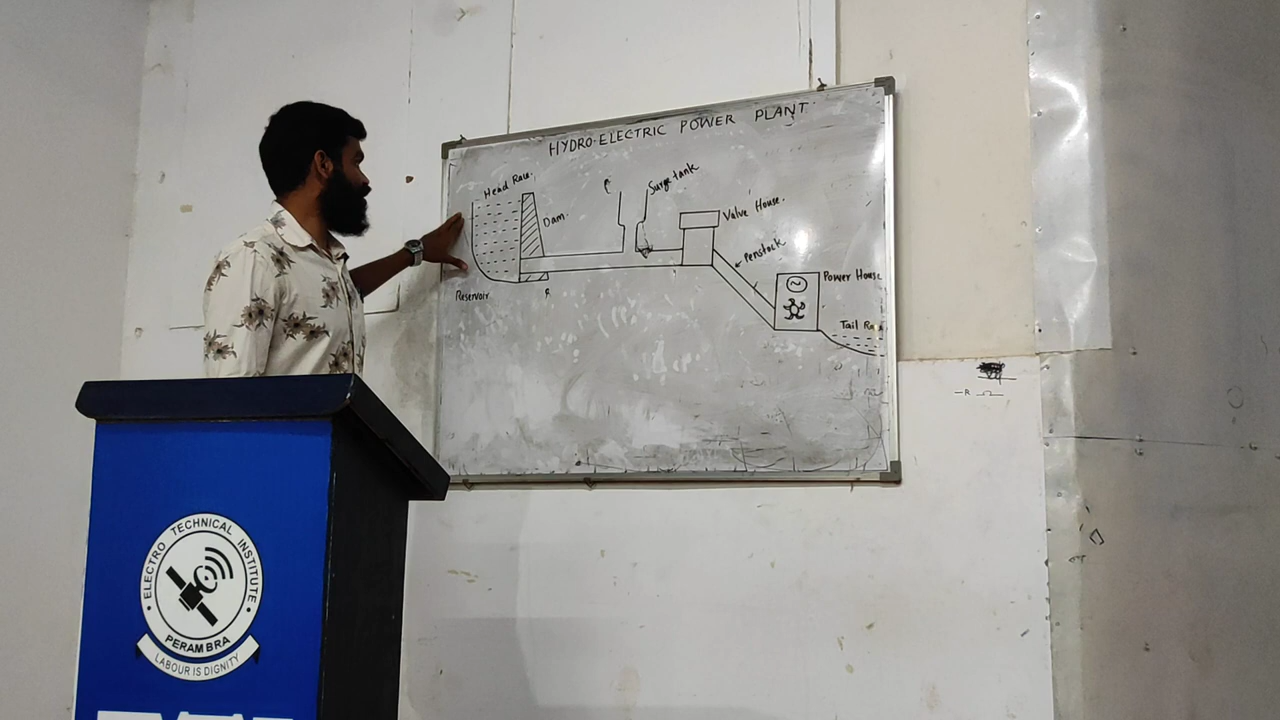 HYDRO-ELECTRIC POWER PLANT
Head Race
Dam.
Surge tank
Valve House.
Penstock
Power House
Tail Race
Reservoir
R
ELECTRO TECHNICAL INSTITUTE
PERAMBRA
LABOUR IS DIGNITY